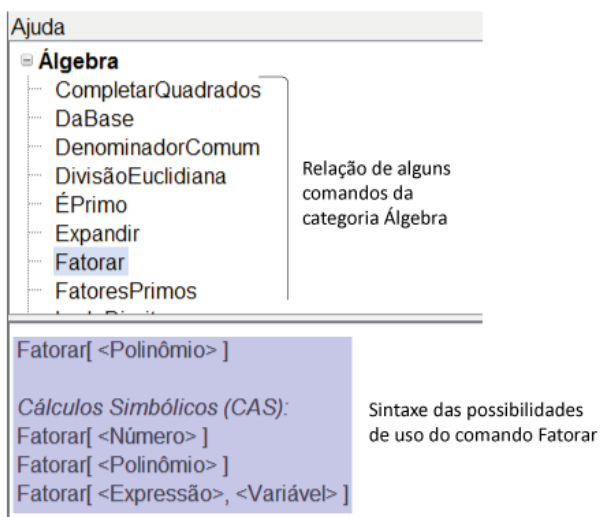 Ajuda
Álgebra
CompletarQuadrados
DaBase
DenominadorComum
DivisãoEuclidiana
ÉPrimo
Expandir
Fatorar
FatoresPrimos
Relação de alguns
comandos da
categoria Álgebra
Fatorar[ <Polinômio> ]
Cálculos Simbólicos (CAS):
Fatorar[ <Número> ]
Fatorar[ <Polinômio> ]
Fatorar[ <Expressão>, <Variável> ]
Sintaxe das possibilidades
de uso do comando Fatorar